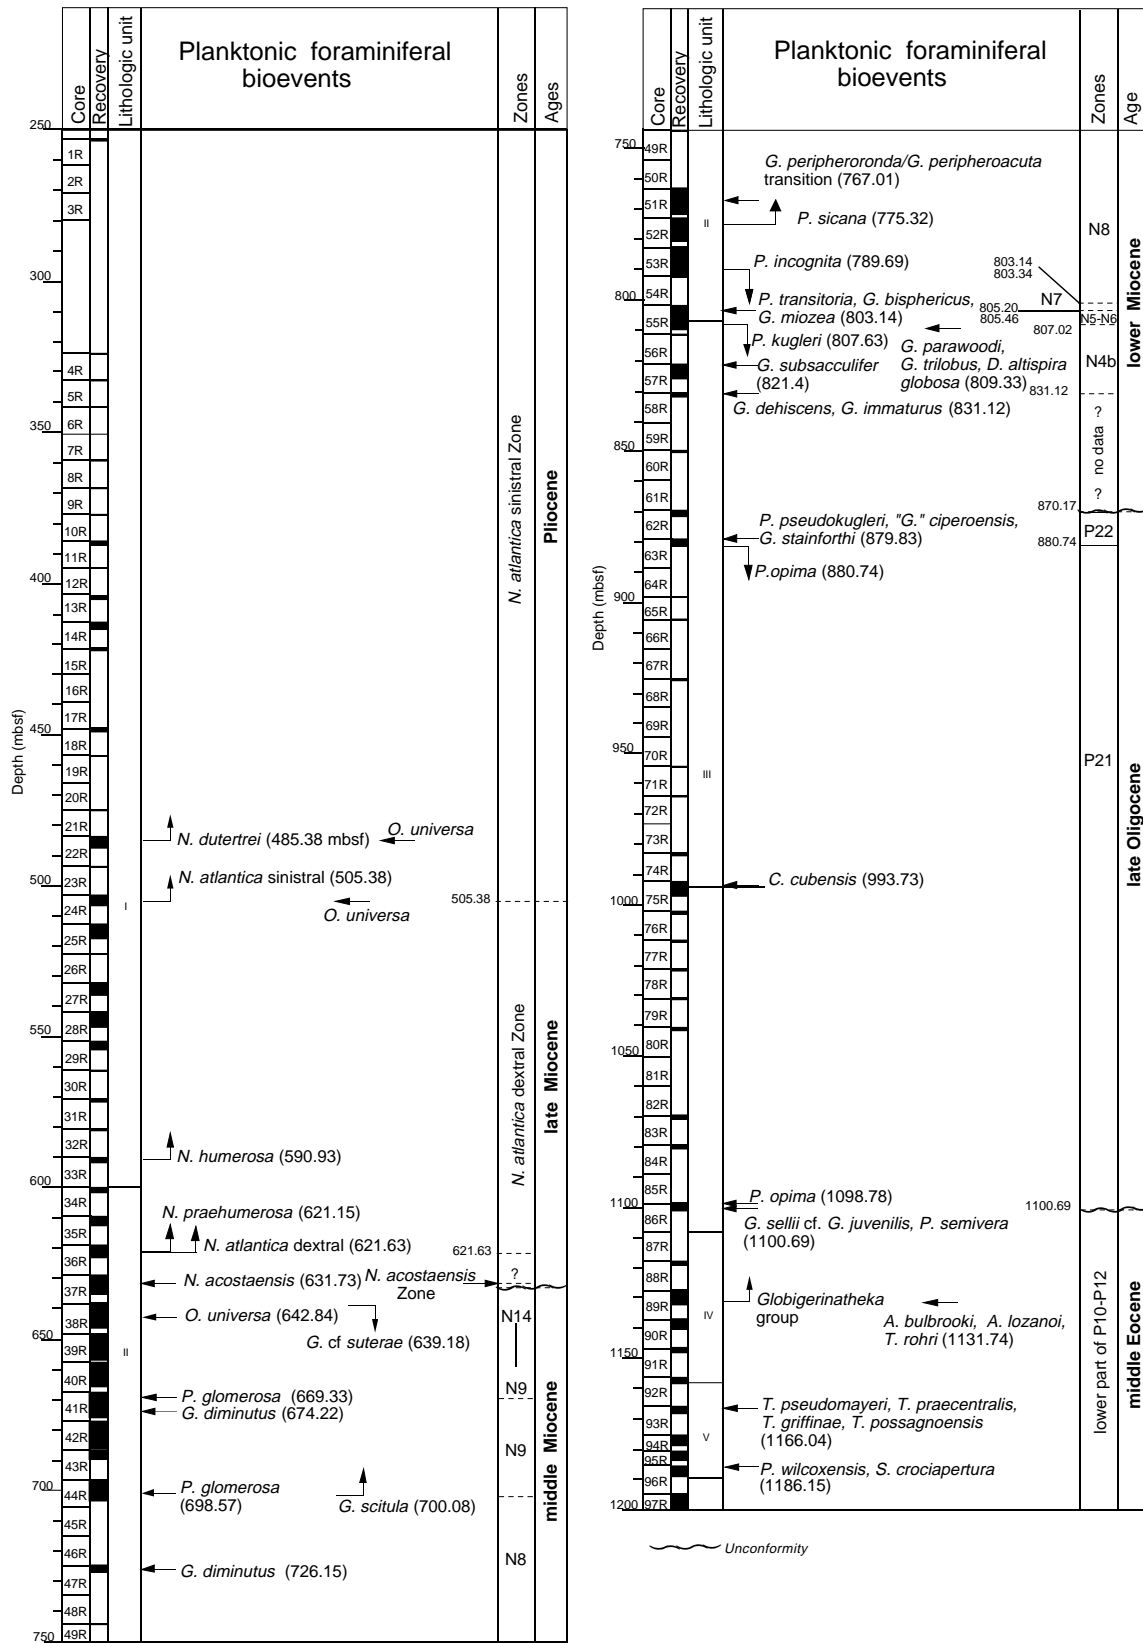 Core
Recovery
Lithologic unit
Planktonic foraminiferal
bioevents
Zones
Ages
Depth (mbsf)
250
300
350
400
450
500
550
600
650
700
750
1R
2R
3R
4R
5R
6R
7R
8R
9R
10R
11R
12R
13R
14R
15R
16R
17R
18R
19R
20R
21R
22R
23R
24R
25R
26R
27R
28R
29R
30R
31R
32R
33R
34R
35R
36R
37R
38R
39R
40R
41R
42R
43R
44R
45R
46R
47R
48R
49R
I
II
N. dutertrei (485.38 mbsf)
O. universa
N. atlantica sinistral (505.38)
O. universa
505.38
N. humerosa (590.93)
N. praehumerosa (621.15)
N. atlantica dextral (621.63)
621.63
N. acostaensis (631.73)
N. acostaensis
Zone
?
O. universa (642.84)
G. cf suterae (639.18)
P. glomerosa (669.33)
G. diminutus (674.22)
P. glomerosa
(698.57)
G. scitula (700.08)
G. diminutus (726.15)
N. atlantica sinistral Zone
N. atlantica dextral Zone
N14
N9
N9
N8
Pliocene
late Miocene
middle Miocene
Core
Recovery
Lithologic unit
Planktonic foraminiferal
bioevents
Zones
Age
Depth (mbsf)
750
800
850
900
950
1000
1050
1100
1150
1200
49R
50R
51R
52R
53R
54R
55R
56R
57R
58R
59R
60R
61R
62R
63R
64R
65R
66R
67R
68R
69R
70R
71R
72R
73R
74R
75R
76R
77R
78R
79R
80R
81R
82R
83R
84R
85R
86R
87R
88R
89R
90R
91R
92R
93R
94R
95R
96R
97R
II
III
IV
V
G. peripheroronda/G. peripheroacuta
transition (767.01)
P. sicana (775.32)
P. incognita (789.69)
803.14
803.34
P. transitoria, G. bisphericus,
G. miozea (803.14)
805.20
805.46
807.02
P. kugleri (807.63)
G. parawoodi,
G. trilobus, D. altispira
globosa (809.33)
G. subsacculifer
(821.4)
831.12
G. dehiscens, G. immaturus (831.12)
870.17
P. pseudokugleri, "G." ciperoensis,
G. stainforthi (879.83)
880.74
P.opima (880.74)
C. cubensis (993.73)
P. opima (1098.78)
1100.69
G. sellii cf. G. juvenilis, P. semivera
(1100.69)
Globigerinatheka
group
A. bulbrooki, A. lozanoi,
T. rohri (1131.74)
T. pseudomayeri, T. praecentralis,
T. griffinae, T. possagnoensis
(1166.04)
P. wilcoxensis, S. crociapertura
(1186.15)
N8
N7
N5-N6
N4b
?
no data
?
P22
P21
lower part of P10-P12
lower Miocene
late Oligocene
middle Eocene
Unconformity